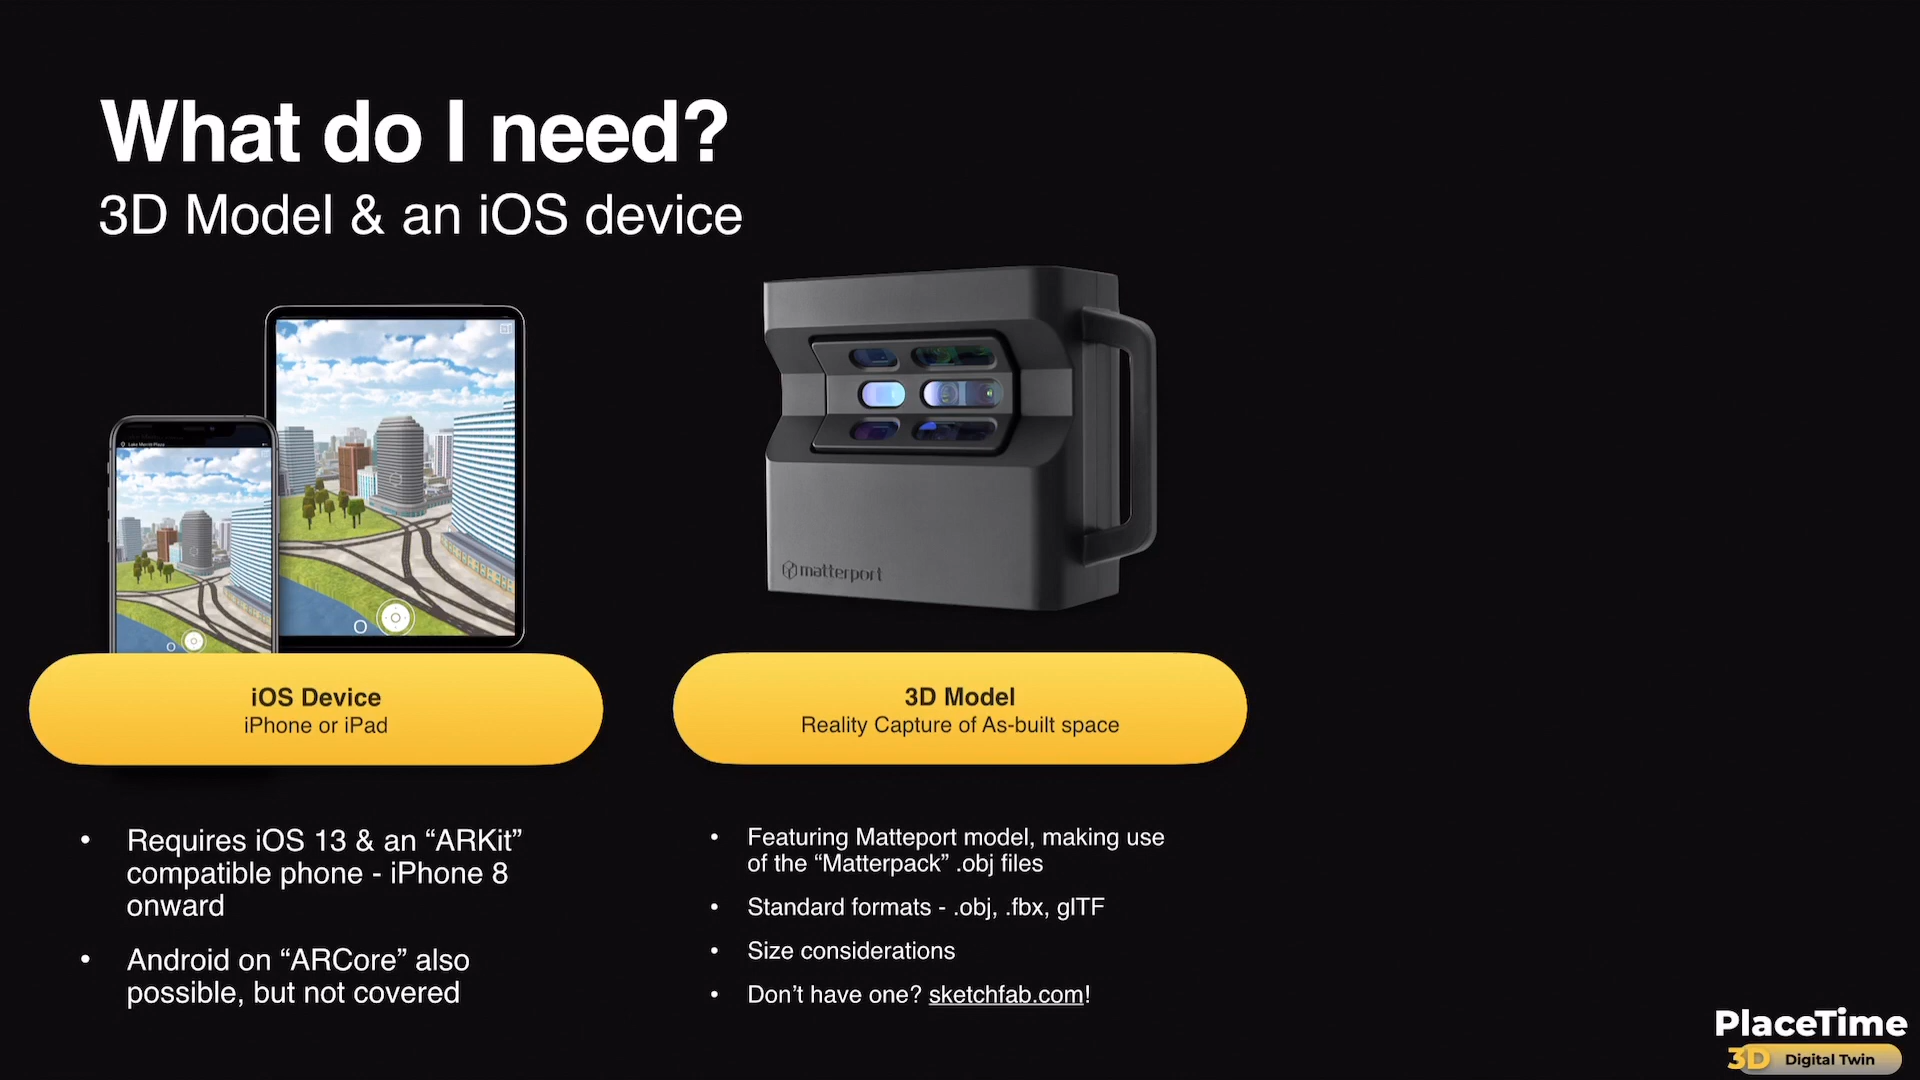 What do I need?
3D Model & an iOS device
Lake Merritt Plaza
matterport
iOS Device
iPhone or iPad
3D Model
Reality Capture of As-built space
• Requires iOS 13 & an “ARKit”
compatible phone - iPhone 8
onward
• Android on “ARCore” also
possible, but not covered
• Featuring Matteport model, making use
of the “Matterpack” .obj files
• Standard formats - .obj, .fbx, glTF
• Size considerations
• Don’t have one? sketchfab.com!
PlaceTime
3D Digital Twin